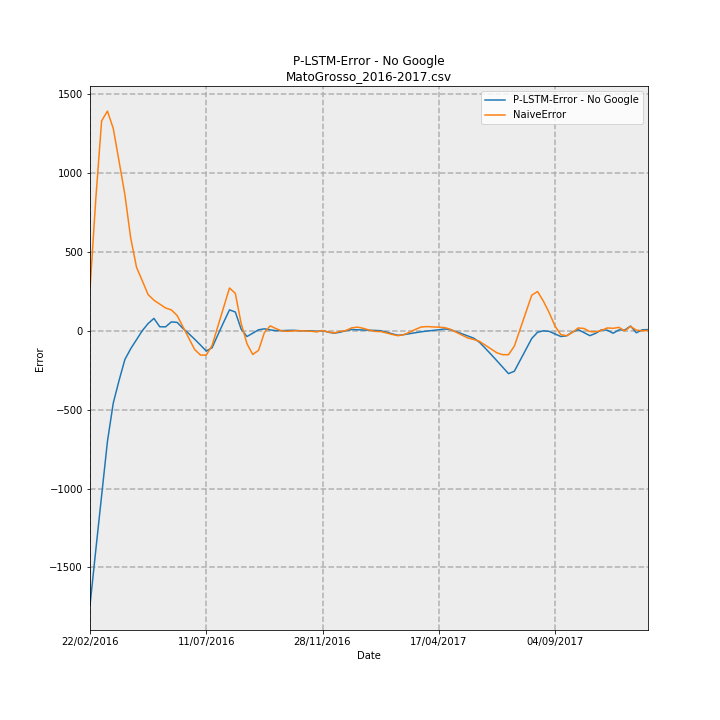 P-LSTM-Error - No Google
MatoGrosso_2016-2017.csv
P-LSTM-Error - No Google
NaiveError
1500
1000
500
0
−500
−1000
−1500
Error
22/02/2016
11/07/2016
28/11/2016
17/04/2017
04/09/2017
Date